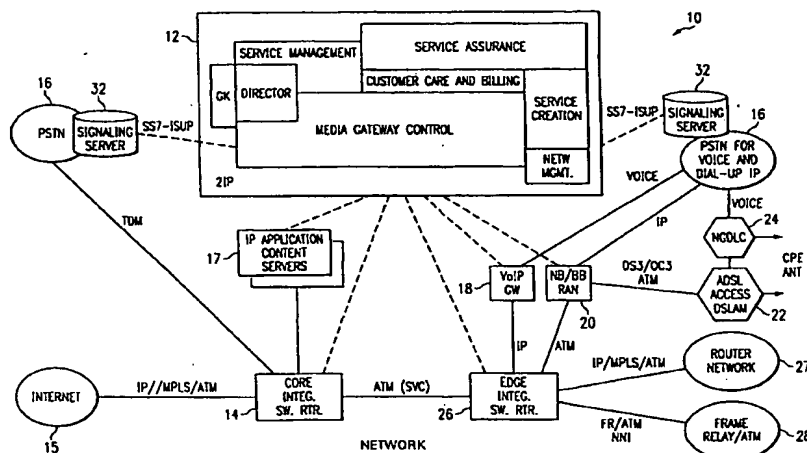 12
10
SERVICE MANAGEMENT
SERVICE ASSURANCE
GK
DIRECTOR
CUSTOMER CARE AND BILLING
SERVICE
CREATION
MEDIA GATEWAY CONTROL
NETW
MGMT.
2IP
16
32
PSTN
SIGNALING
SERVER
SS7-ISUP
SS7-ISUP
32
SIGNALING
SERVER
16
PSTN FOR
VOICE AND
DIAL-UP IP
VOICE
IP
VOICE
24
NGDLC
CPE
ANT
TDM
17
IP APPLICATION
CONTENT
SERVERS
18
VoIP
GW
NB/BB
RAN
20
DS3/OC3
ATM
ADSL
ACCESS
DSLAM
22
IP
ATM
INTERNET
15
IP//MPLS/ATM
CORE
INTEG.
SW. RTR.
14
ATM (SVC)
EDGE
INTEG.
SW. RTR.
26
IP/MPLS/ATM
ROUTER
NETWORK
27
FR/ATM
NNI
FRAME
RELAY/ATM
28
NETWORK